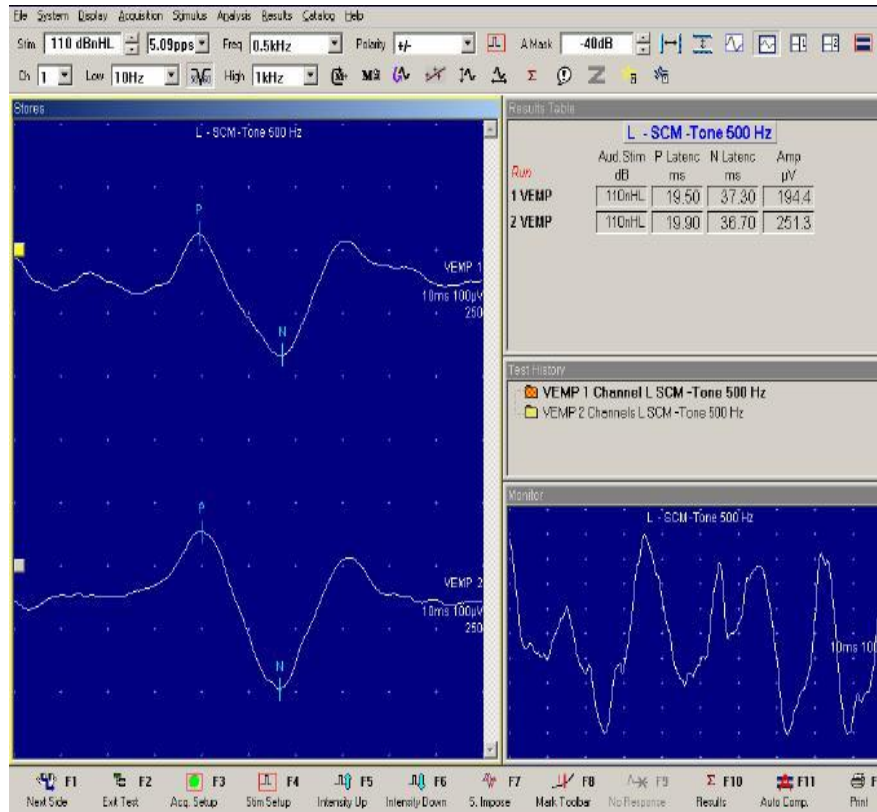 File System Display Acquisition Stimulus Analysis Results Catalog Help
Stim 110 dBnHL 5.09pps Freq 0.5kHz Polarity +/- A.Mask -40dB
Ch 1 Low 10Hz High 1kHz
Stores
L - SCM -Tone 500 Hz
P
VEMP 1
10ms 100µV
250
N
P
VEMP 2
10ms 100µV
250
N
Results Table
L - SCM -Tone 500 Hz
Aud.Stim P Latenc N Latenc Amp
Run dB ms ms µV
1 VEMP 110nHL 19.50 37.30 194.4
2 VEMP 110nHL 19.90 36.70 251.3
Test History
VEMP 1 Channel L SCM -Tone 500 Hz
VEMP 2 Channels L SCM -Tone 500 Hz
Monitor
L - SCM -Tone 500 Hz
10ms 100
F1 F2 F3 F4 F5 F6 F7 F8 F9 Σ F10 F11 F
Next Side Exit Test Acq. Setup Stim Setup Intensity Up Intensity Down S. Impose Mark Toolbar No Response Results Auto Comp. Print